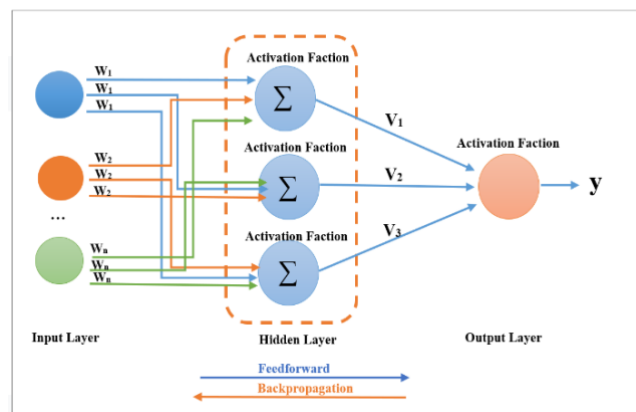 Activation Faction
W₁
W₁
W₁
Σ
V₁
Activation Faction
Activation Faction
W₂
W₂
W₂
Σ
V₂
y
...
Activation Faction
V₃
Wₙ
Wₙ
Wₙ
Σ
Input Layer
Hidden Layer
Output Layer
Feedforward
Backpropagation